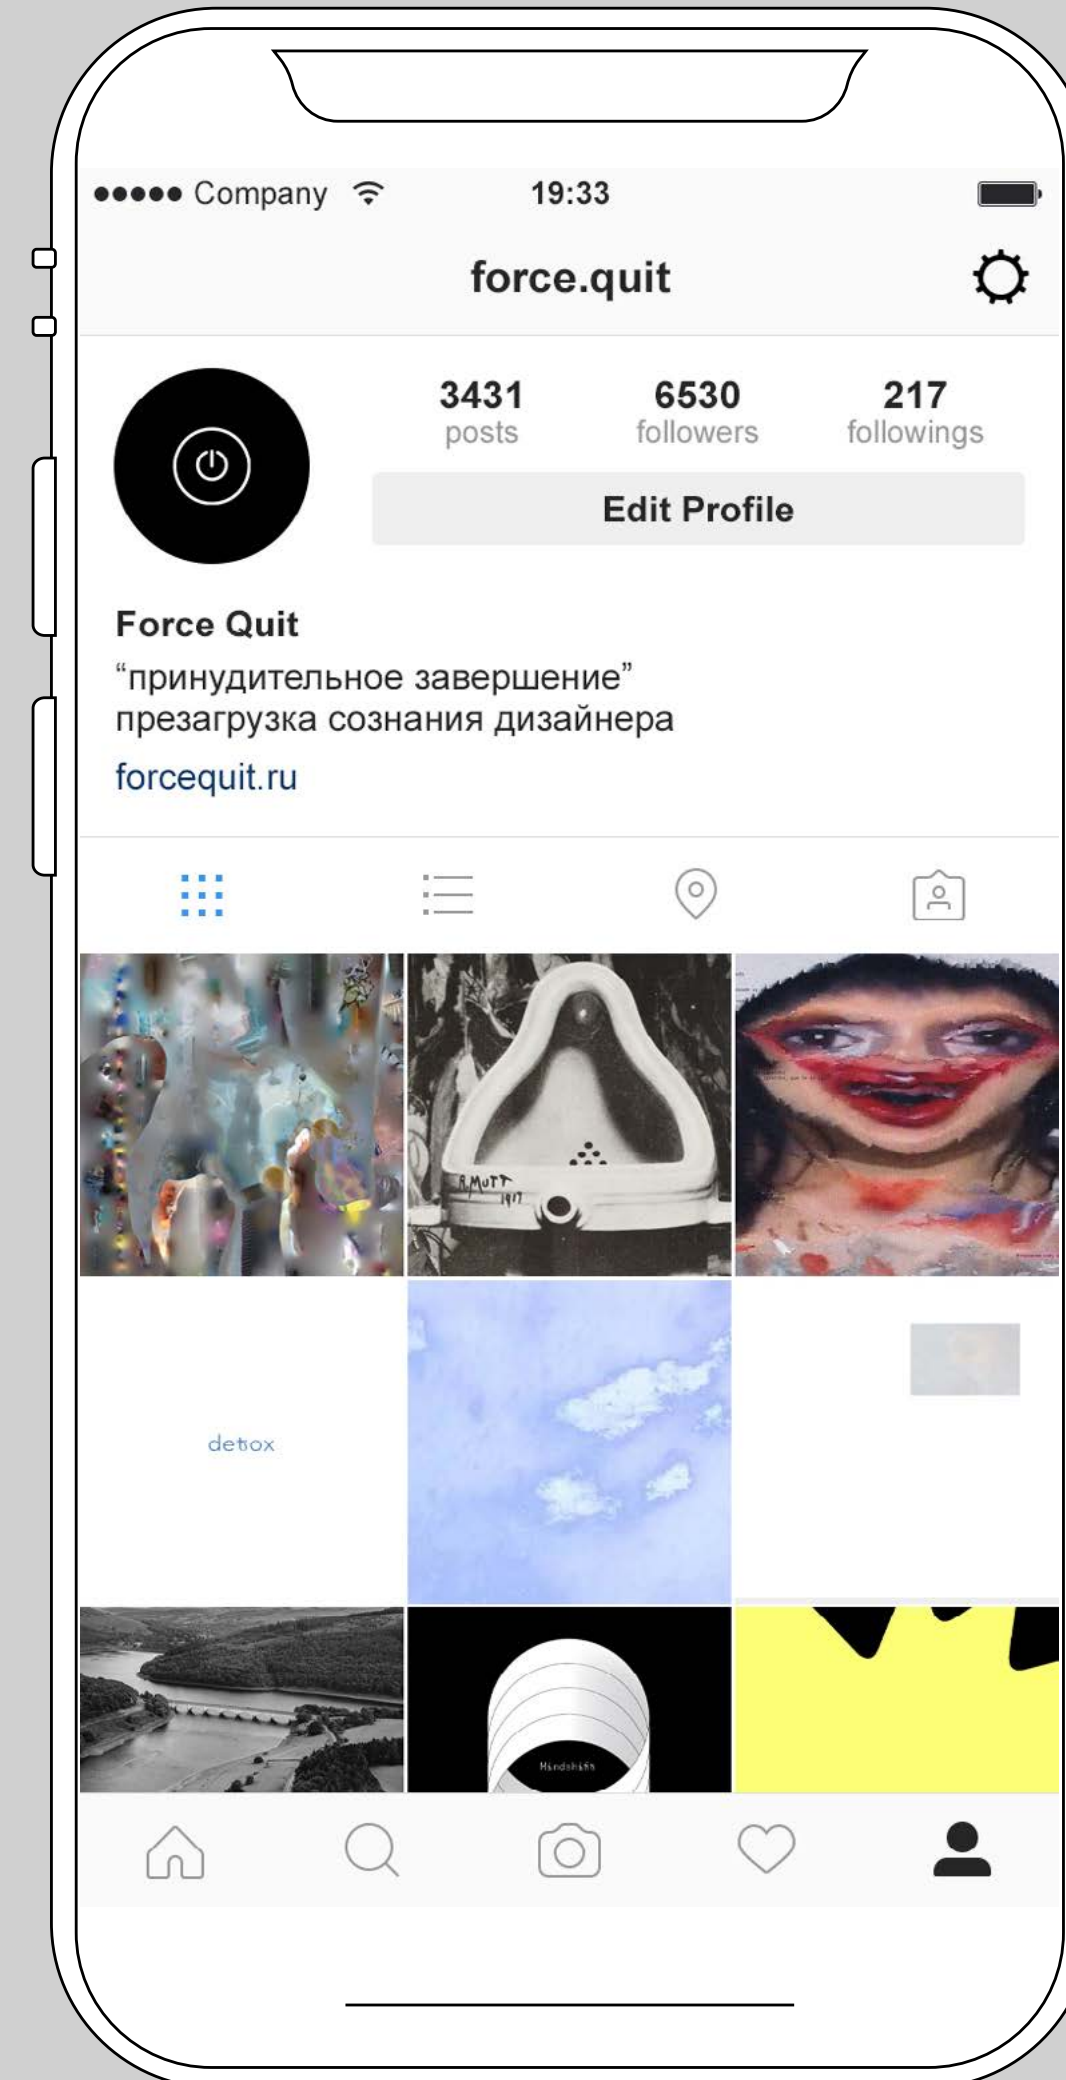 Company
19:33
force.quit
3431
posts
6530
followers
217
followings
Edit Profile
Force Quit
“принудительное завершение”
презагрузка сознания дизайнера
forcequit.ru
R.MUTT
1917
detox
Mindshift